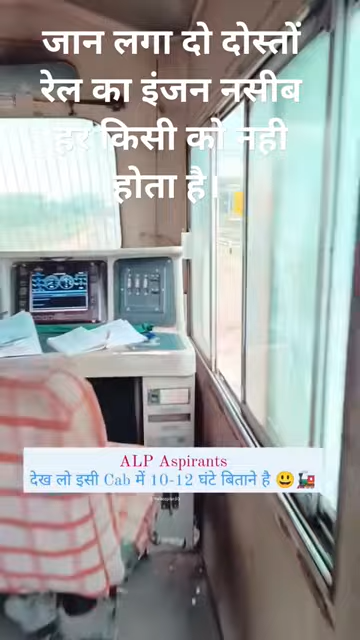 जान लगा दो दोस्तों
रेल का इंजन नसीब
हर किसी को नही
होता है।
ALP Aspirants
देख लो इसी Cab में 10-12 घंटे बिताने है 😃 🚂